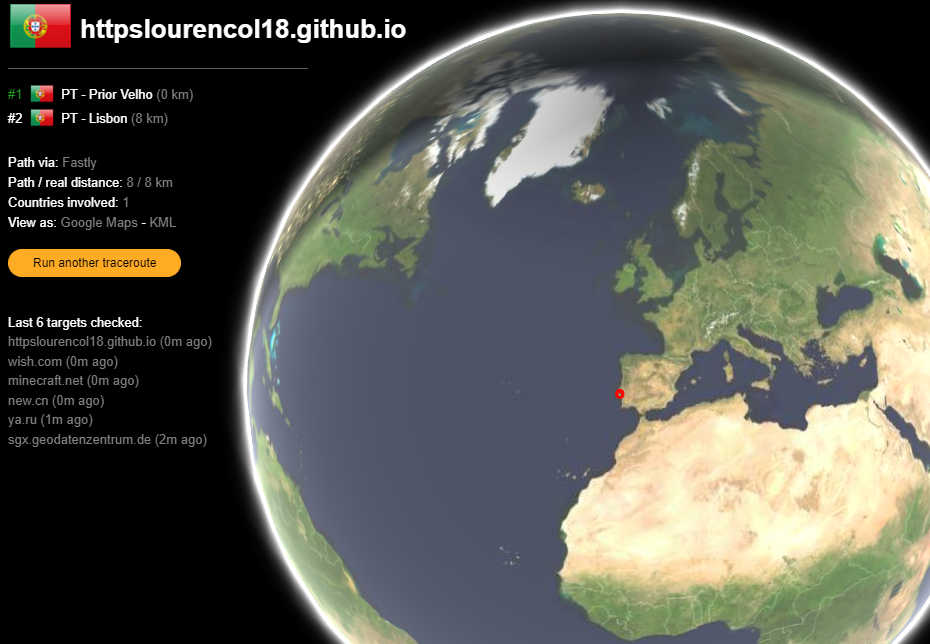 httpslourencol18.github.io
#1 PT - Prior Velho (0 km)
#2 PT - Lisbon (8 km)
Path via: Fastly
Path / real distance: 8 / 8 km
Countries involved: 1
View as: Google Maps - KML
Run another traceroute
Last 6 targets checked:
httpslourencol18.github.io (0m ago)
wish.com (0m ago)
minecraft.net (0m ago)
new.cn (0m ago)
ya.ru (1m ago)
sgx.geodatenzentrum.de (2m ago)